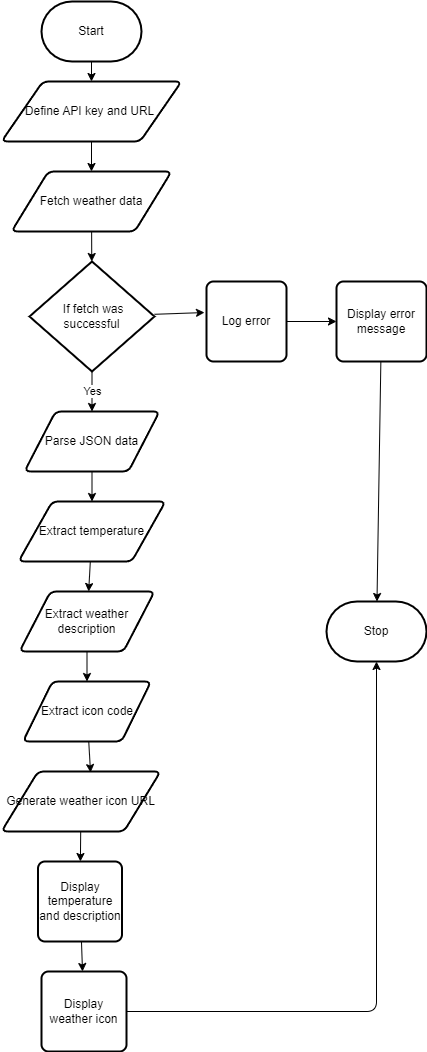 Start
Define API key and URL
Fetch weather data
If fetch was
successful
Log error
Display error
message
Yes
Parse JSON data
Extract temperature
Extract weather
description
Stop
Extract icon code
Generate weather icon URL
Display
temperature
and description
Display
weather icon